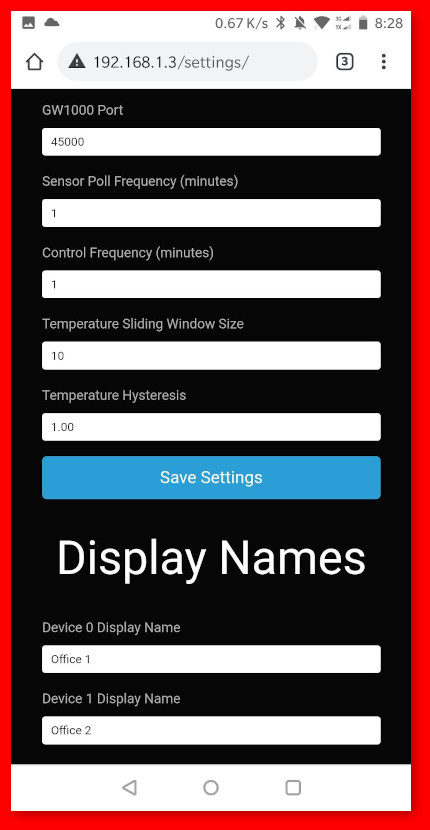 0.67 K/s 3G 1X 8:28
192.168.1.3/settings/ 3
GW1000 Port
45000
Sensor Poll Frequency (minutes)
1
Control Frequency (minutes)
1
Temperature Sliding Window Size
10
Temperature Hysteresis
1.00
Save Settings
Display Names
Device 0 Display Name
Office 1
Device 1 Display Name
Office 2